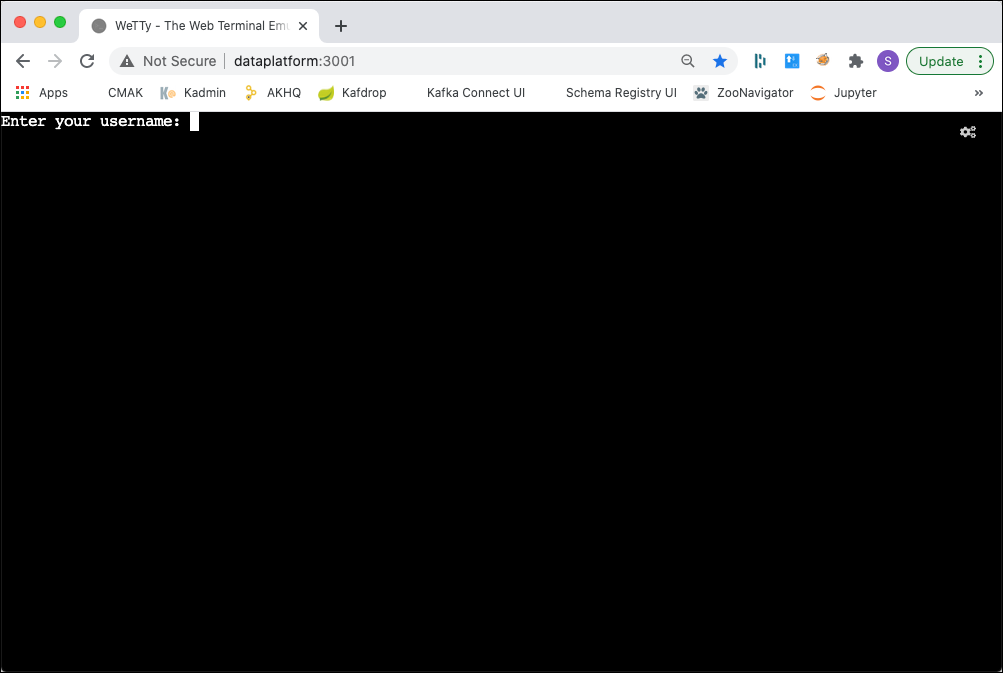 WeTTy - The Web Terminal Emu
Not Secure dataplatform:3001 S Update
Apps CMAK Kadmin AKHQ Kafdrop Kafka Connect UI Schema Registry UI ZooNavigator Jupyter »
Enter your username: